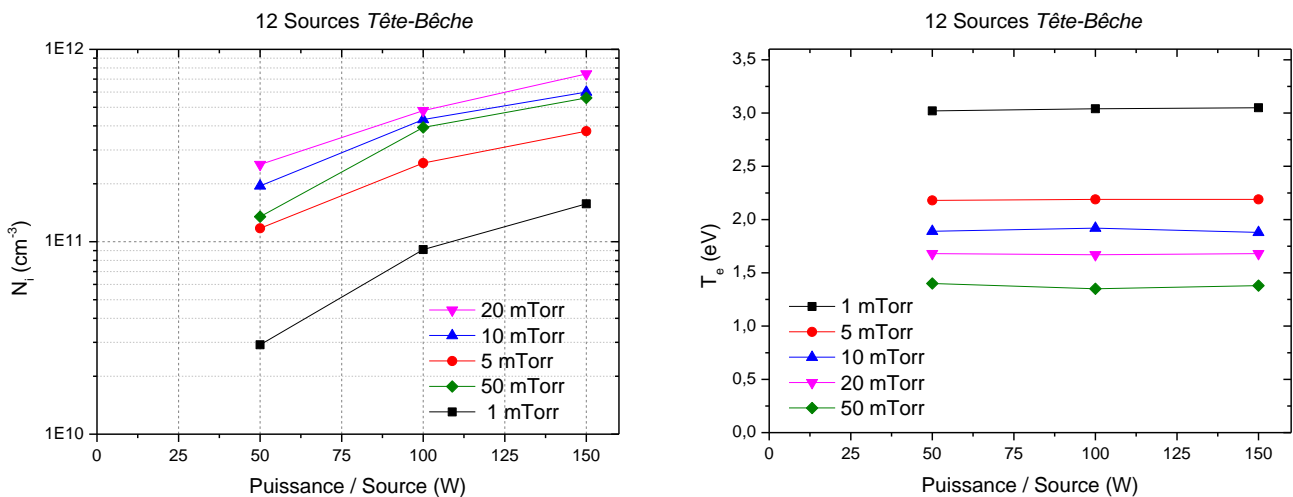 12 Sources Tête-Bêche
1E12
1E11
1E10
N_i (cm^-3)
20 mTorr
10 mTorr
5 mTorr
50 mTorr
1 mTorr
0 25 50 75 100 125 150
Puissance / Source (W)
12 Sources Tête-Bêche
3,5
3,0
2,5
2,0
1,5
1,0
0,5
0,0
T_e (eV)
1 mTorr
5 mTorr
10 mTorr
20 mTorr
50 mTorr
0 25 50 75 100 125 150
Puissance / Source (W)